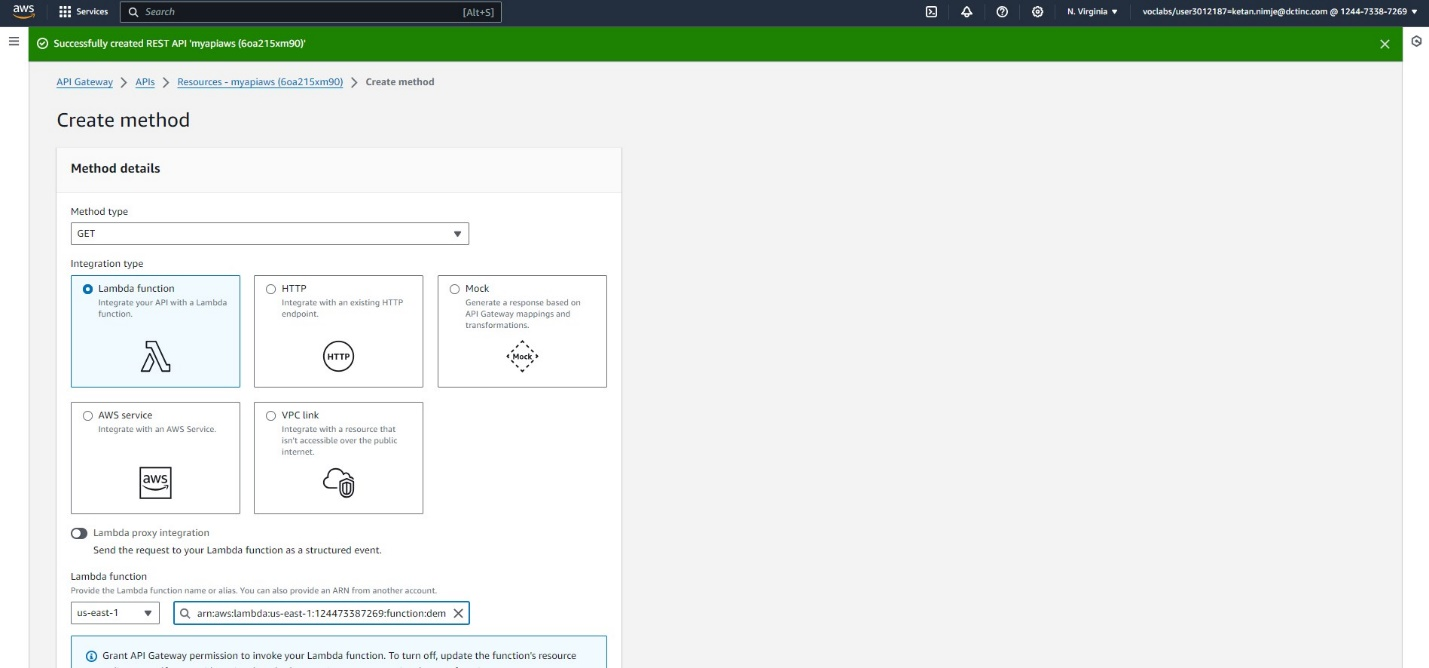 aws
Services
Search
[Alt+S]
N. Virginia
voclabs/user3012187=ketan.nimje@dctinc.com @ 1244-7338-7269
Successfully created REST API 'myapiaws (6oa215xm90)'
API Gateway
APIs
Resources - myapiaws (6oa215xm90)
Create method
Create method
Method details
Method type
GET
Integration type
Lambda function
Integrate your API with a Lambda
function.
HTTP
Integrate with an existing HTTP
endpoint.
HTTP
Mock
Generate a response based on
API Gateway mappings and
transformations.
Mock
AWS service
Integrate with an AWS Service.
aws
VPC link
Integrate with a resource that
isn't accessible over the public
internet.
Lambda proxy integration
Send the request to your Lambda function as a structured event.
Lambda function
Provide the Lambda function name or alias. You can also provide an ARN from another account.
us-east-1
arn:aws:lambda:us-east-1:124473387269:function:dem
Grant API Gateway permission to invoke your Lambda function. To turn off, update the function's resource